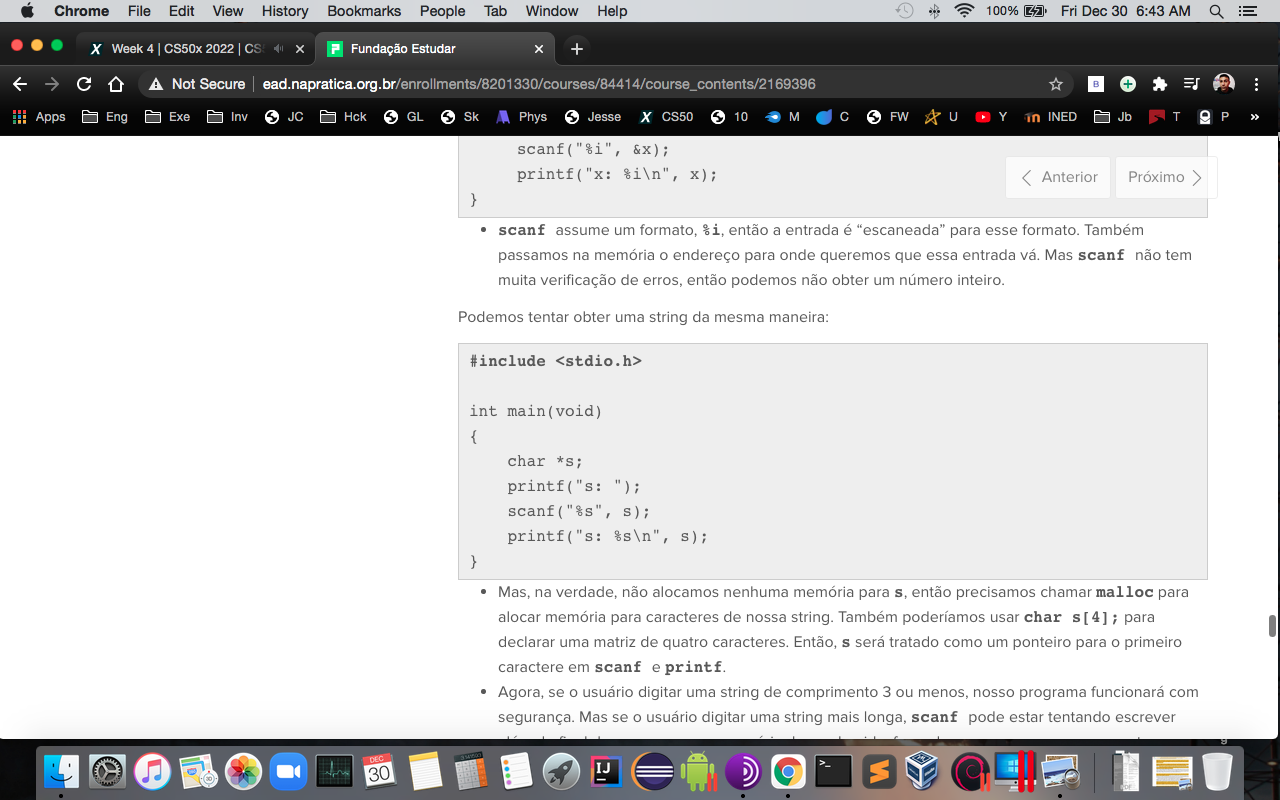 Chrome File Edit View History Bookmarks People Tab Window Help 100% Fri Dec 30 6:43 AM
Week 4 | CS50x 2022 | CS Fundação Estudar
Not Secure ead.napratica.org.br/enrollments/8201330/courses/84414/course_contents/2169396
Apps Eng Exe Inv JC Hck GL Sk Phys Jesse CS50 10 M C FW U Y INED Jb T P »
scanf("%i", &x);
printf("x: %i\n", x);
}
Anterior Próximo
• scanf assume um formato, %i, então a entrada é “escaneada” para esse formato. Também
passamos na memória o endereço para onde queremos que essa entrada vá. Mas scanf não tem
muita verificação de erros, então podemos não obter um número inteiro.
Podemos tentar obter uma string da mesma maneira:
#include <stdio.h>
int main(void)
{
char *s;
printf("s: ");
scanf("%s", s);
printf("s: %s\n", s);
}
• Mas, na verdade, não alocamos nenhuma memória para s, então precisamos chamar malloc para
alocar memória para caracteres de nossa string. Também poderíamos usar char s[4]; para
declarar uma matriz de quatro caracteres. Então, s será tratado como um ponteiro para o primeiro
caractere em scanf e printf.
• Agora, se o usuário digitar uma string de comprimento 3 ou menos, nosso programa funcionará com
segurança. Mas se o usuário digitar uma string mais longa, scanf pode estar tentando escrever
DEC
30
IJ